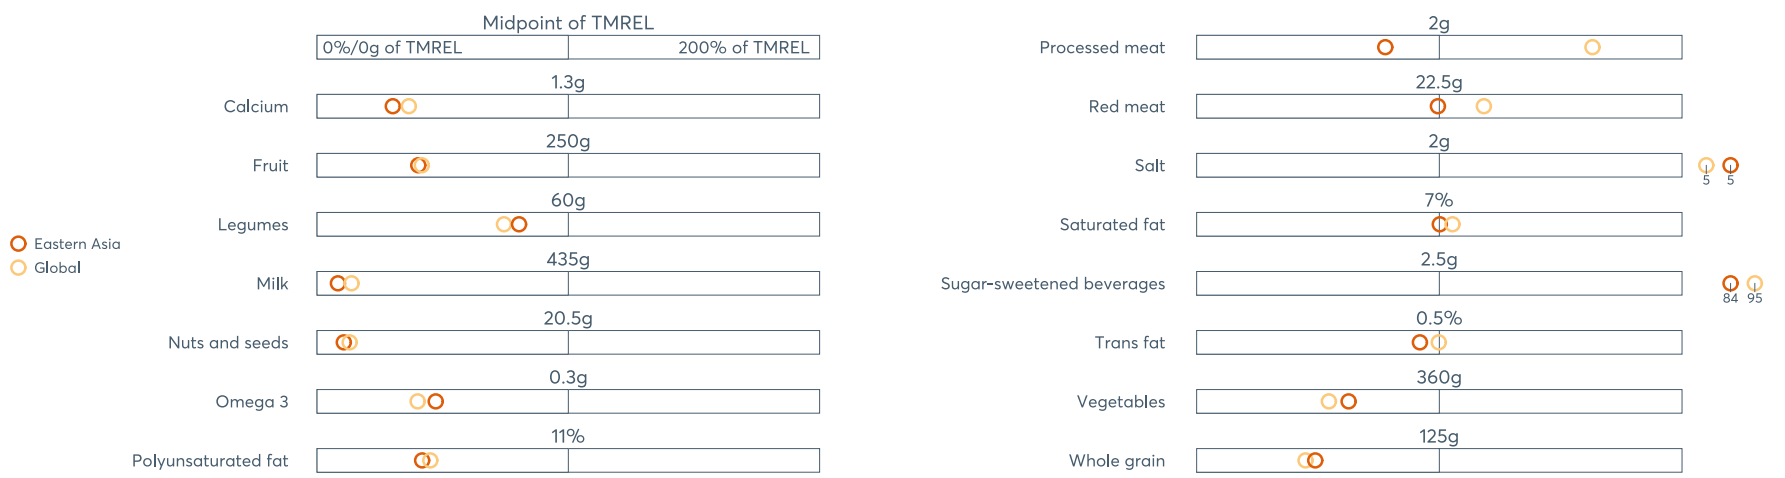 Midpoint of TMREL
0%/0g of TMREL
200% of TMREL
1.3g
Calcium
250g
Fruit
60g
Legumes
Eastern Asia
Global
435g
Milk
20.5g
Nuts and seeds
0.3g
Omega 3
11%
Polyunsaturated fat
2g
Processed meat
22.5g
Red meat
2g
Salt
5 5
7%
Saturated fat
2.5g
Sugar-sweetened beverages
84 95
0.5%
Trans fat
360g
Vegetables
125g
Whole grain